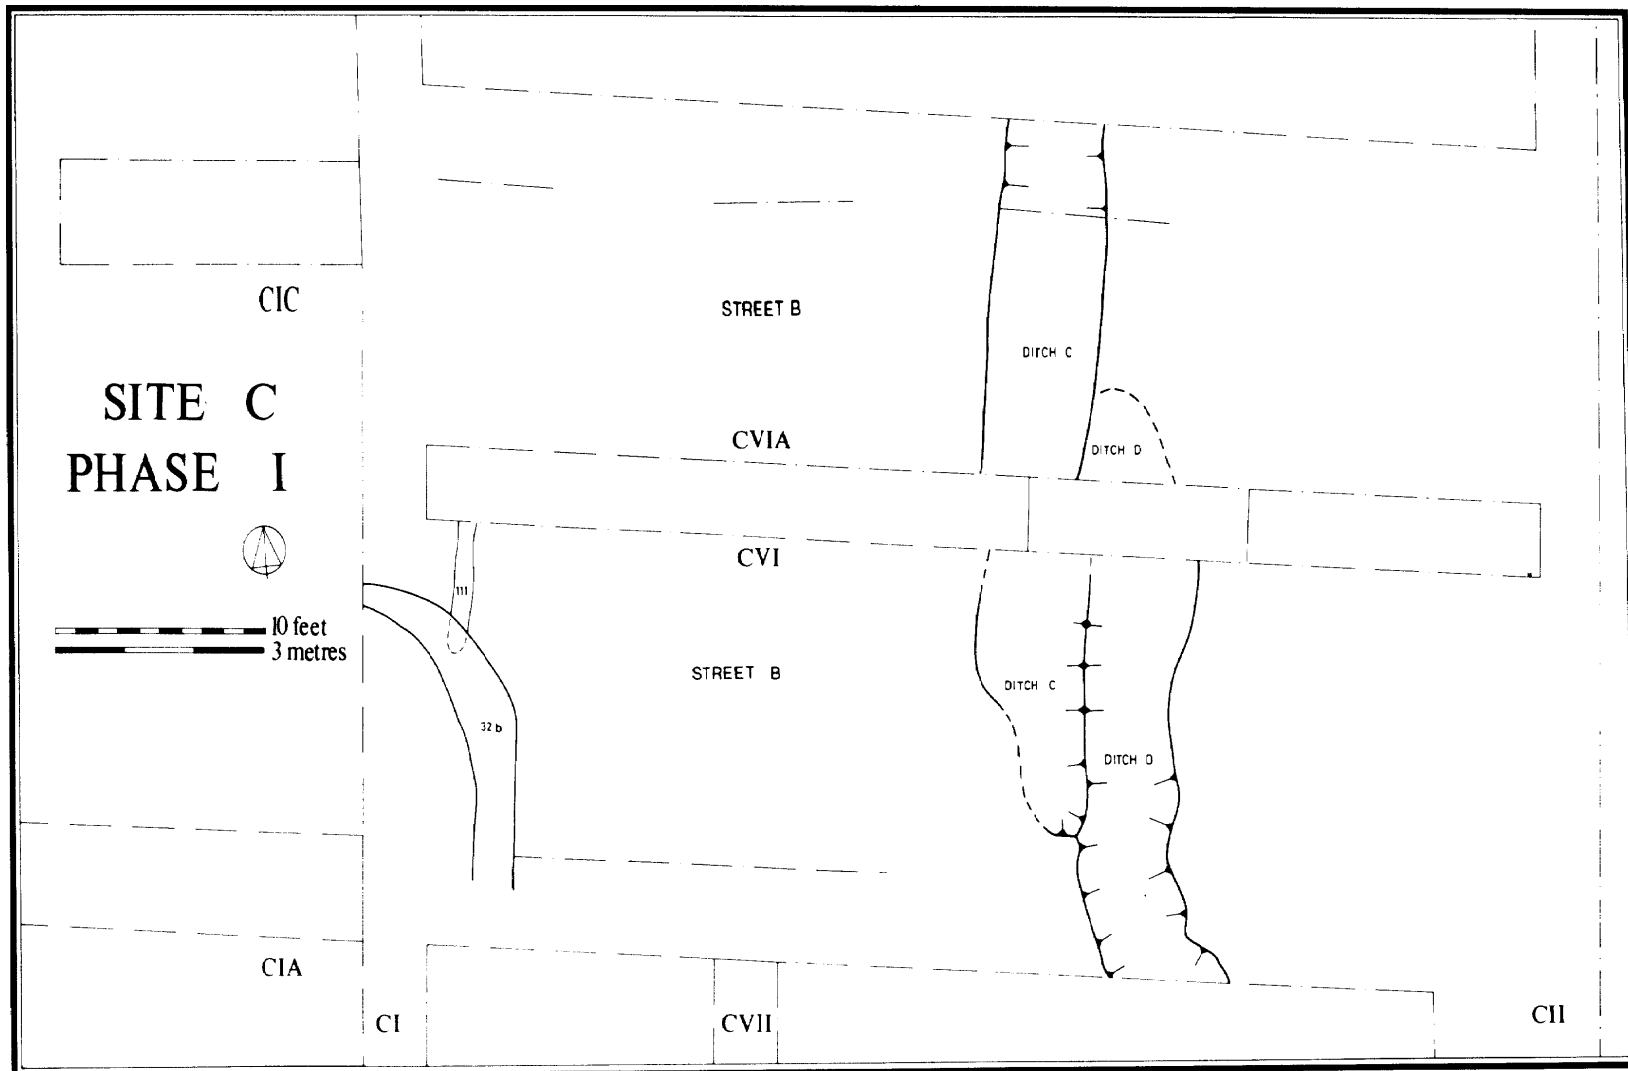 CIC
SITE C
PHASE I
10 feet
3 metres
STREET B
DITCH C
DITCH D
CVIA
CVI
111
32 b
STREET B
DITCH C
DITCH D
CIA
CI
CVII
CII